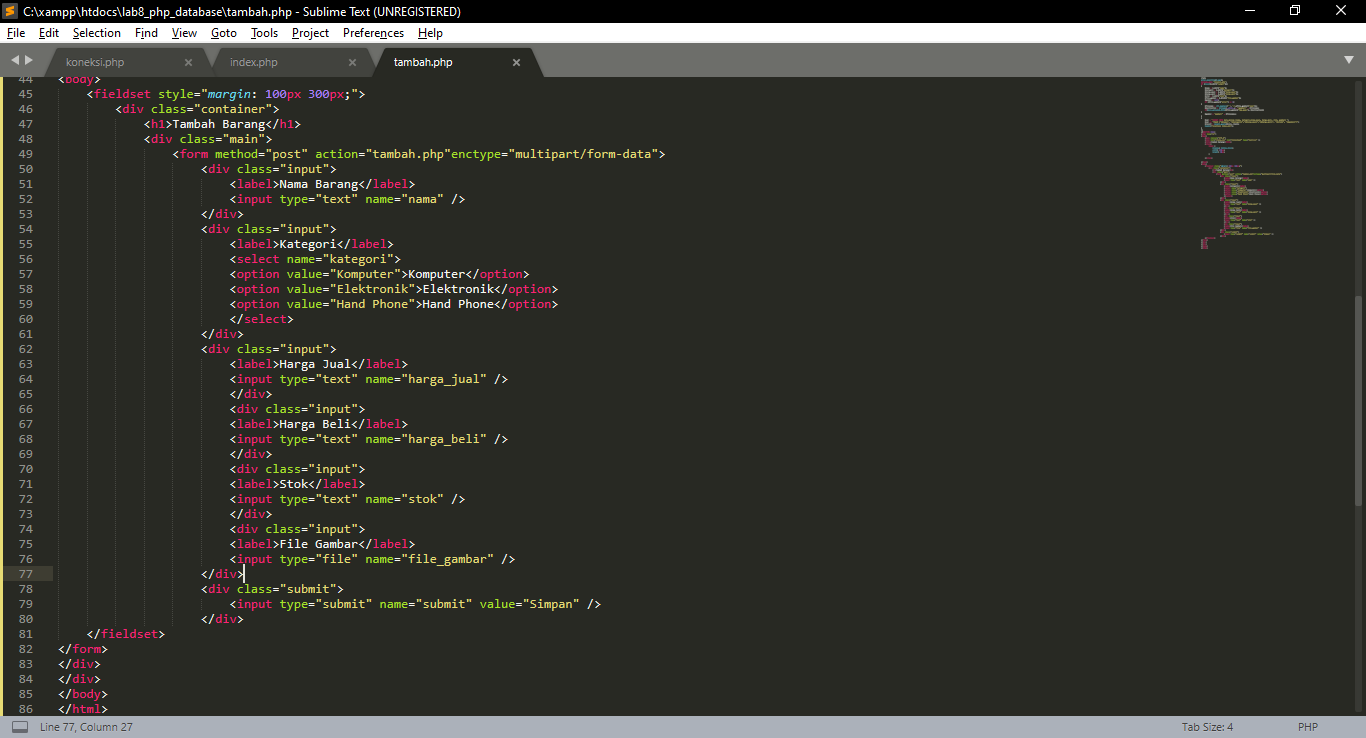 C:\xampp\htdocs\lab8_php_database\tambah.php - Sublime Text (UNREGISTERED)
File Edit Selection Find View Goto Tools Project Preferences Help
koneksi.php × index.php × tambah.php ×
44 <body>
45 <fieldset style="margin: 100px 300px;">
46 <div class="container">
47 <h1>Tambah Barang</h1>
48 <div class="main">
49 <form method="post" action="tambah.php"enctype="multipart/form-data">
50 <div class="input">
51 <label>Nama Barang</label>
52 <input type="text" name="nama" />
53 </div>
54 <div class="input">
55 <label>Kategori</label>
56 <select name="kategori">
57 <option value="Komputer">Komputer</option>
58 <option value="Elektronik">Elektronik</option>
59 <option value="Hand Phone">Hand Phone</option>
60 </select>
61 </div>
62 <div class="input">
63 <label>Harga Jual</label>
64 <input type="text" name="harga_jual" />
65 </div>
66 <div class="input">
67 <label>Harga Beli</label>
68 <input type="text" name="harga_beli" />
69 </div>
70 <div class="input">
71 <label>Stok</label>
72 <input type="text" name="stok" />
73 </div>
74 <div class="input">
75 <label>File Gambar</label>
76 <input type="file" name="file_gambar" />
77 </div>
78 <div class="submit">
79 <input type="submit" name="submit" value="Simpan" />
80 </div>
81 </fieldset>
82 </form>
83 </div>
84 </div>
85 </body>
86 </html>
Line 77, Column 27 Tab Size: 4 PHP